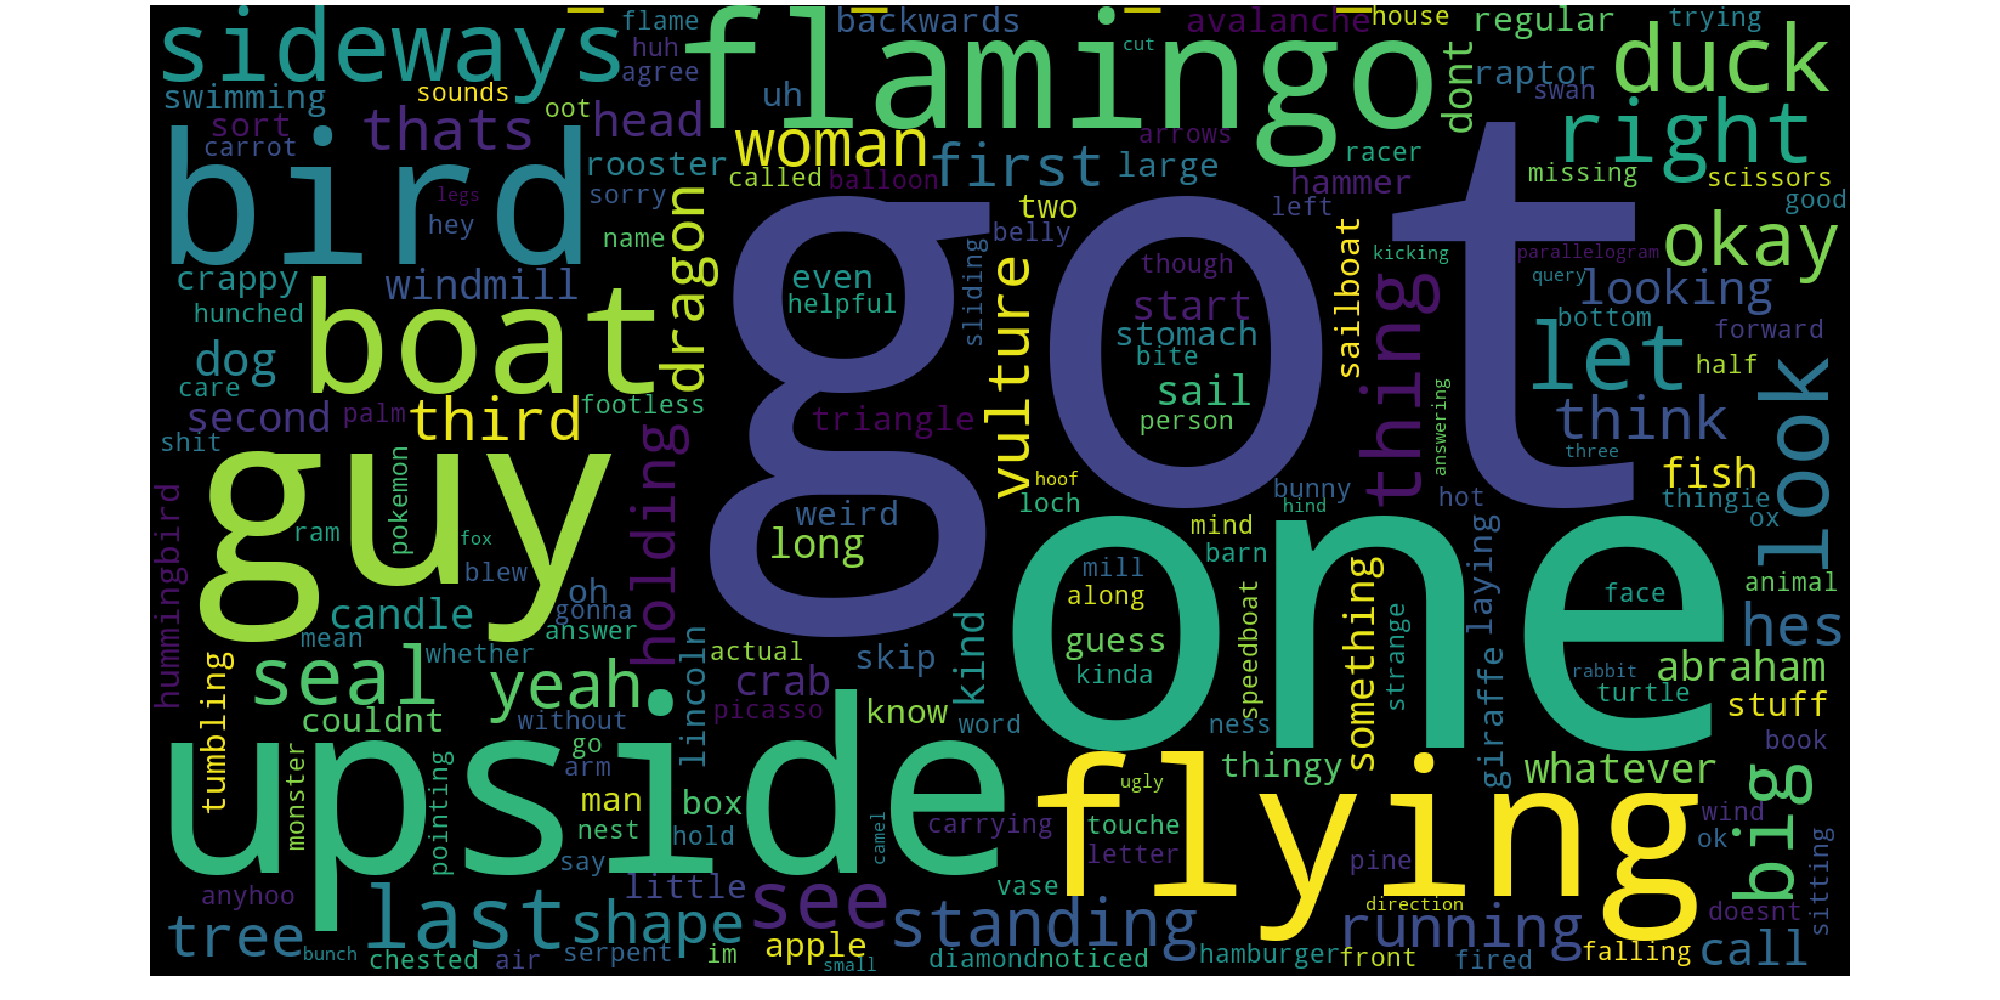 flame
backwards
avalanche
house
regular
trying
sideways
huh
flamingo
cut
duck
agree
dont
raptor
swimming
sounds
oot
uh
swan
sort
thats
head
woman
arrows
right
carrot
rooster
first
large
racer
bird
legs
called
balloon
hammer
missing
scissors
sorry
two
left
good
hey
name
dragon
got
belly
okay
crappy
windmill
even
sliding
though
sailboat
kicking
parallelogram
query
hunched
boat
helpful
vulture
start
thing
looking
bottom
forward
dog
stomach
let
half
care
bite
sail
look
second
palm
third
footless
triangle
person
answering
think
shit
holding
three
guy
pokemon
hoof
bunny
hot
fish
hummingbird
weird
loch
hind
thingie
ram
fox
long
one
mind
ox
blew
oh
mill
barn
something
laying
animal
candle
gonna
along
face
mean
answer
kind
guess
speedboat
strange
hes
tumbling
seal
whether
lincoln
actual
skip
kinda
giraffe
rabbit
abraham
yeah
crab
turtle
couldnt
without
picasso
know
word
ness
stuff
upside
go
flying
book
monster
pointing
arm
thingy
whatever
big
man
box
ugly
nest
hold
camel
carrying
touche
wind
say
letter
pine
ok
sitting
anyhoo
last
little
see
vase
direction
tree
shape
standing
running
doesnt
bunch
chested
air
serpent
im
apple
small
diamond
noticed
hamburger
front
fired
falling
call